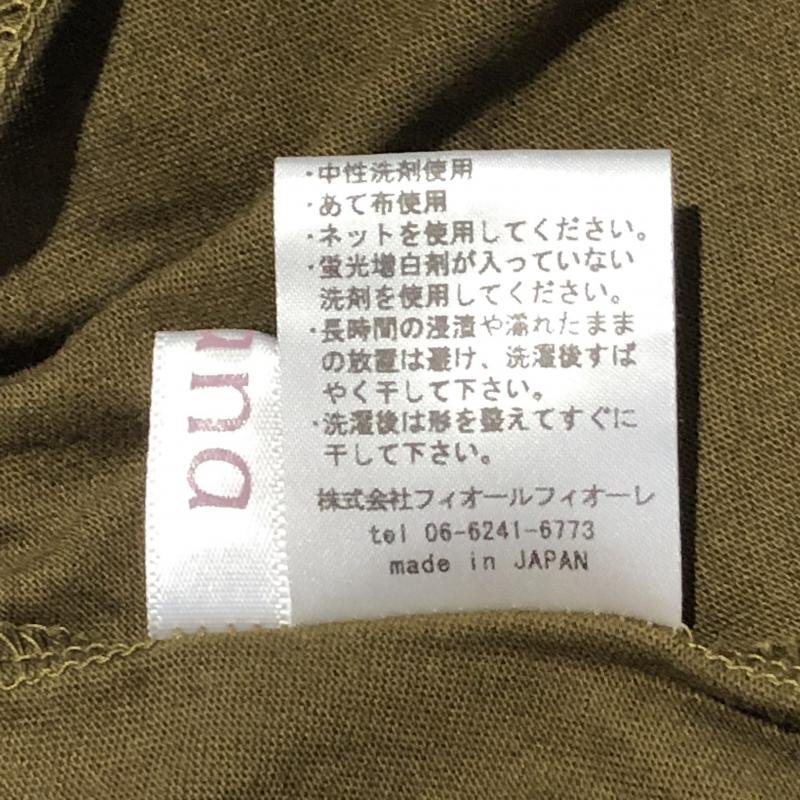 ・中性洗剤使用
・あて布使用
・ネットを使用してください。
・蛍光増白剤が入っていない
洗剤を使用してください。
・長時間の浸漬や濡れたまま
の放置は避け、洗濯後すば
やく干して下さい。
・洗濯後は形を整えてすぐに
干して下さい。
株式会社フィオールフィオーレ
tel 06-6241-6773
made in JAPAN
una